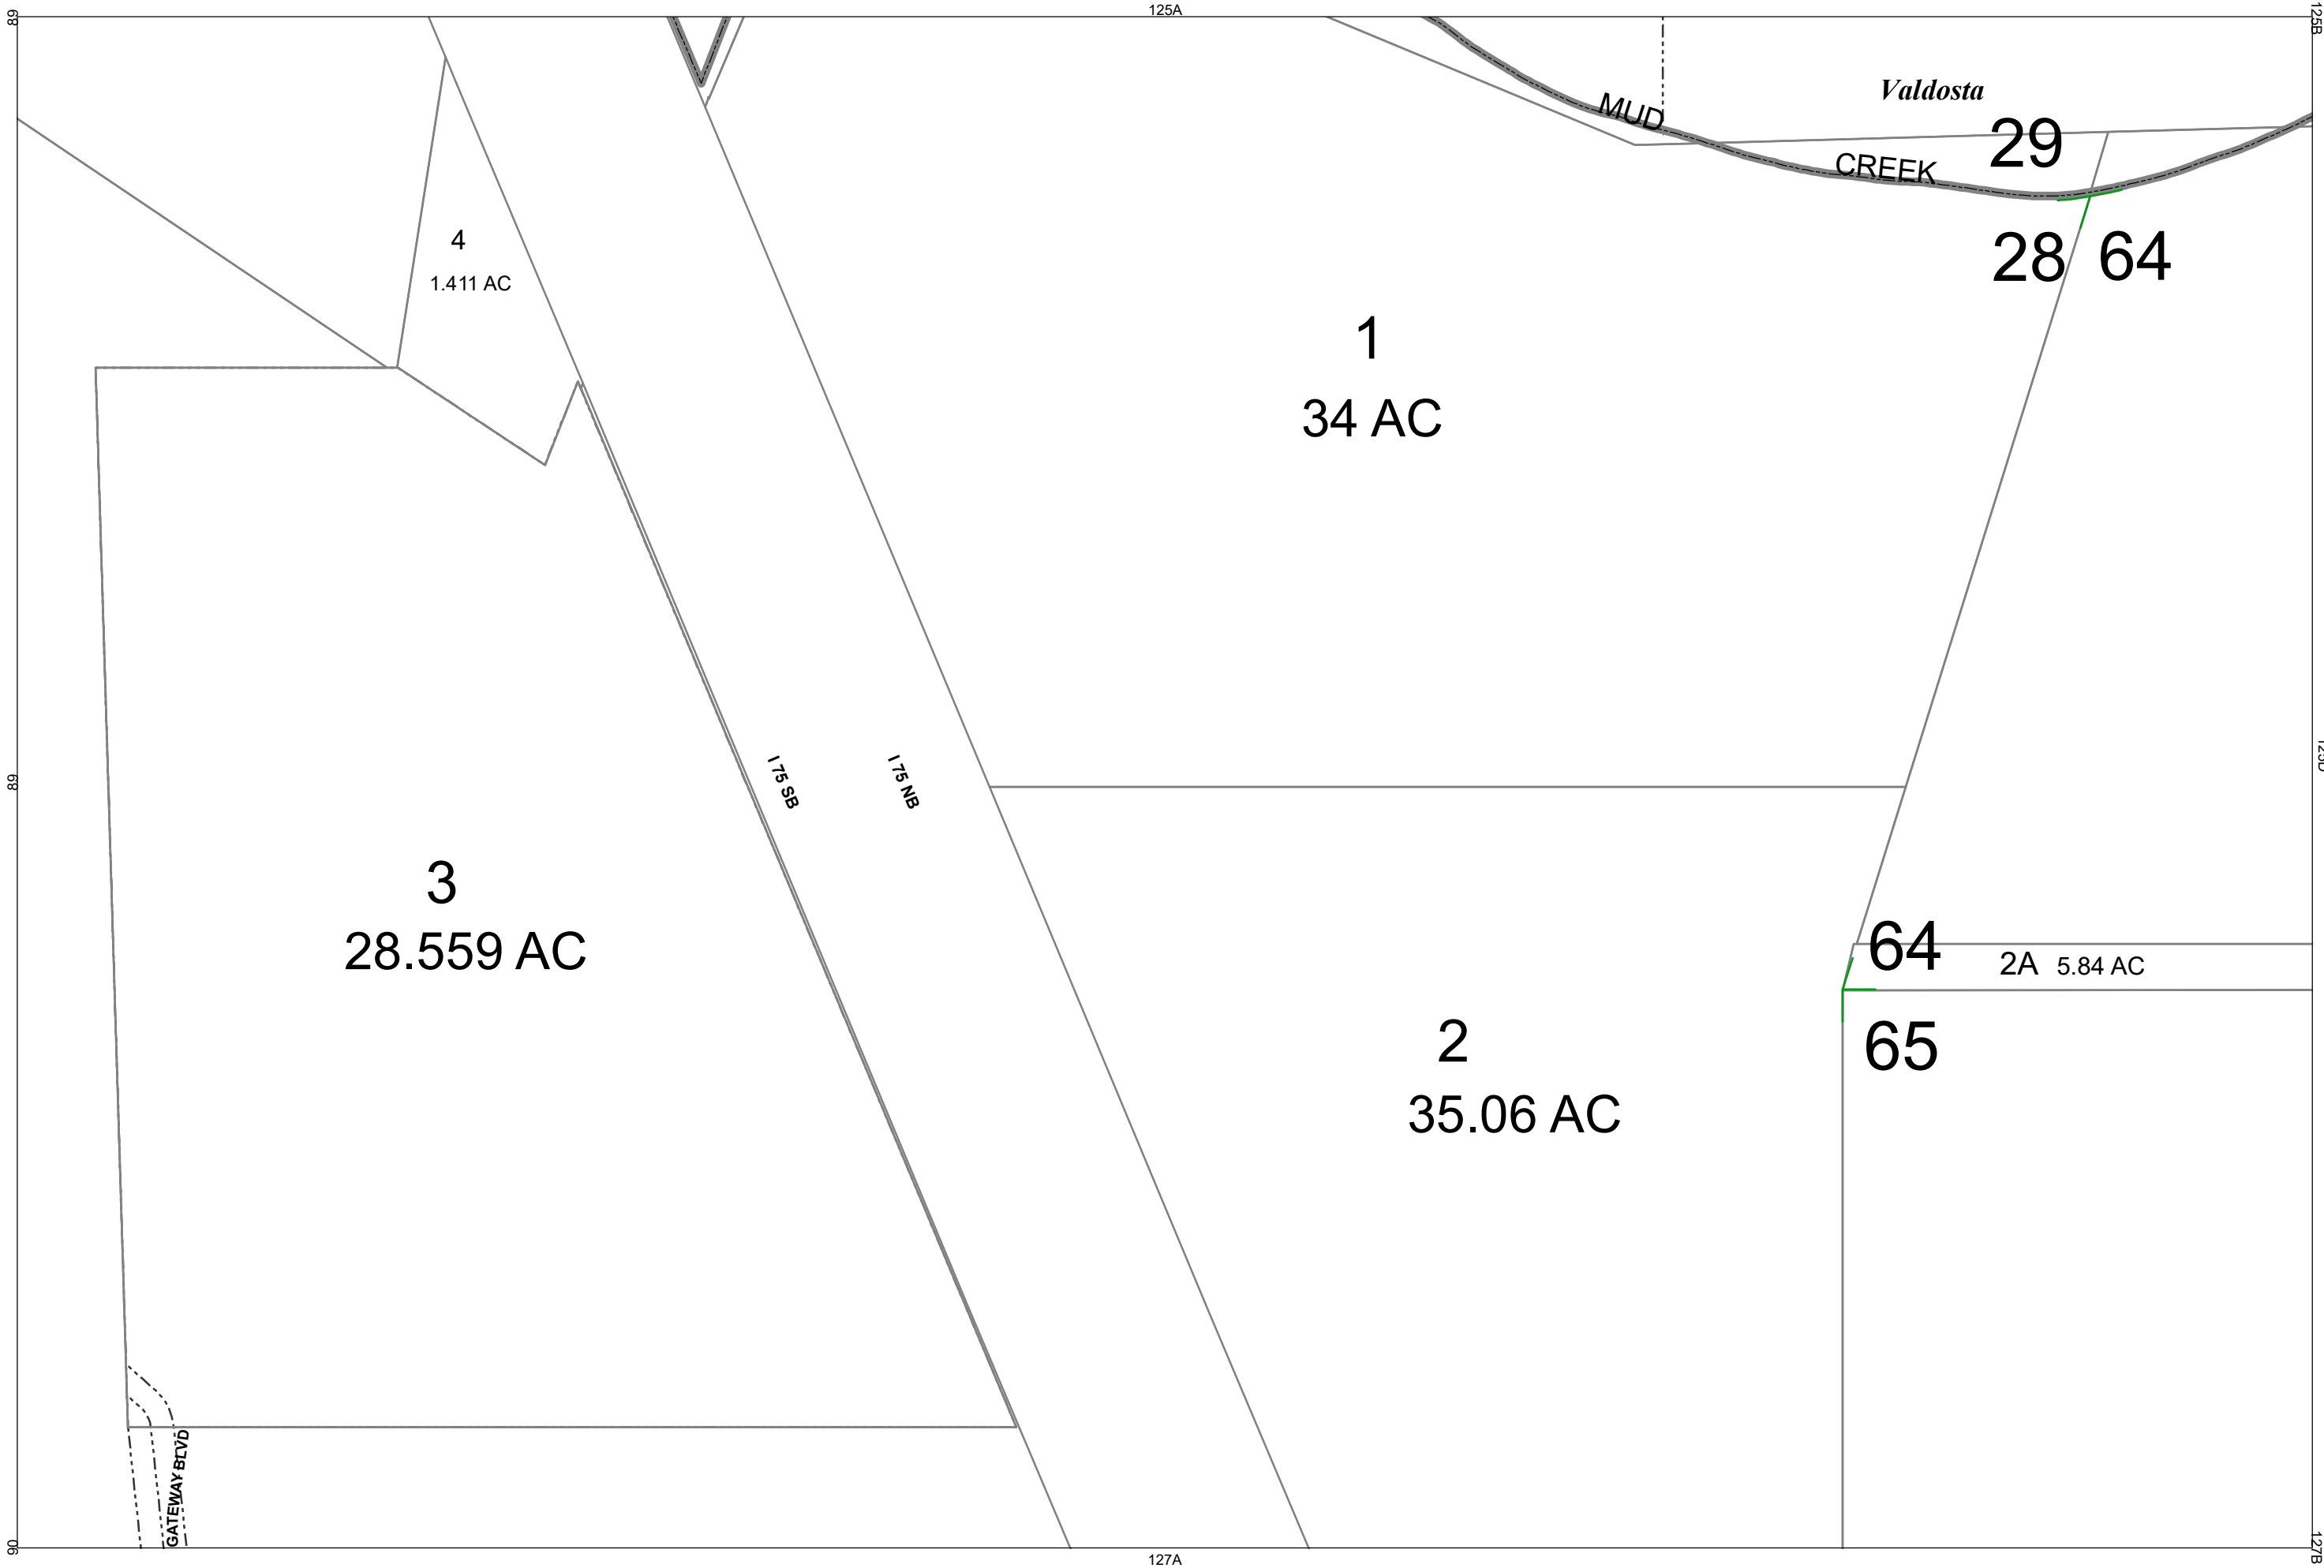 89
125A
125B
Valdosta
MUD
29
CREEK
4
1.411 AC
28 64
1
34 AC
89
I 75 SB
I 75 NB
3
28.559 AC
64
2A 5.84 AC
2
35.06 AC
65
GATEWAY BLVD
90
127A
127B